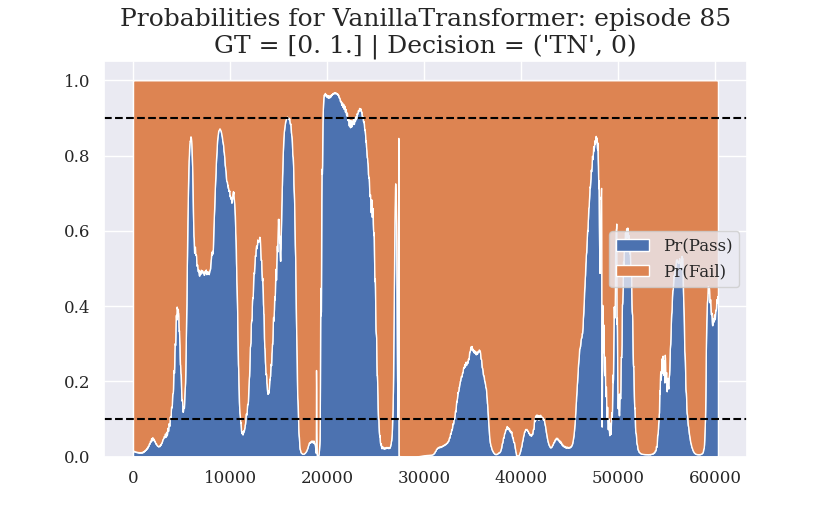 Probabilities for VanillaTransformer: episode 85
GT = [0. 1.] | Decision = ('TN', 0)
1.0
0.8
0.6
0.4
0.2
0.0
Pr(Pass)
Pr(Fail)
0 10000 20000 30000 40000 50000 60000